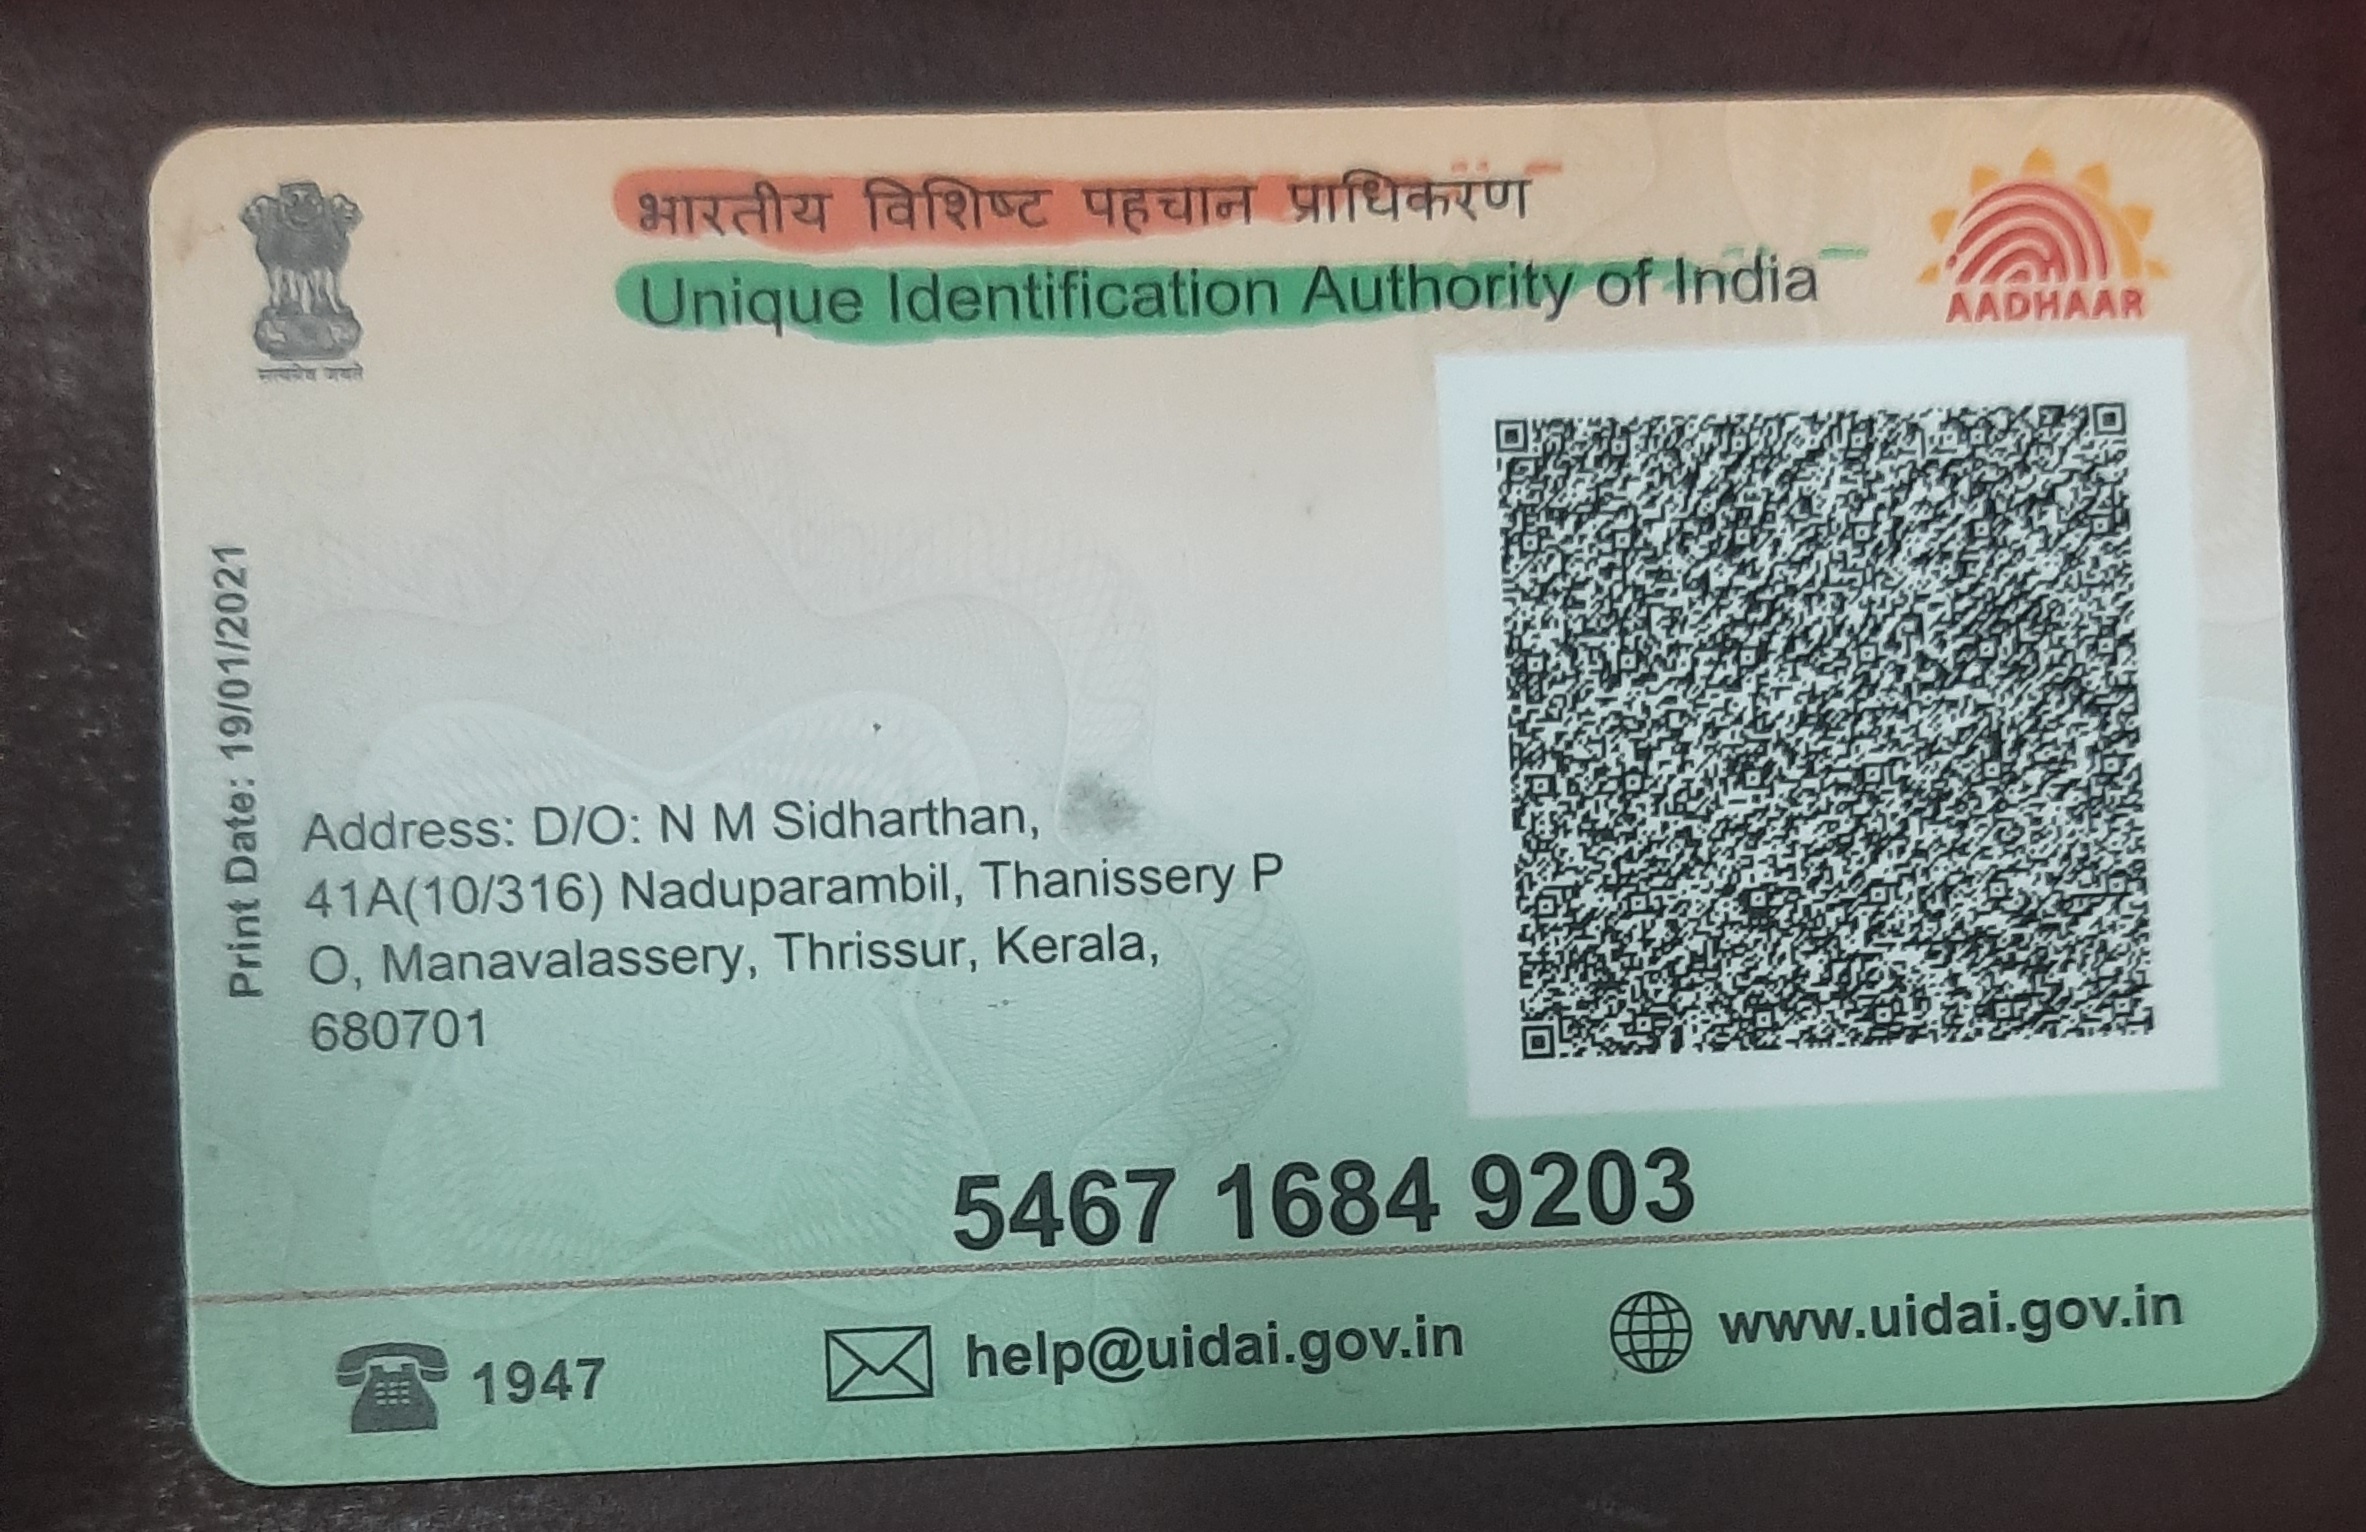 भारतीय विशिष्ट पहचान प्राधिकरण
Unique Identification Authority of India
AADHAAR
सत्यमेव जयते
Print Date: 19/01/2021
Address: D/O: N M Sidharthan,
41A(10/316) Naduparambil, Thanissery P
O, Manavalassery, Thrissur, Kerala,
680701
5467 1684 9203
1947
help@uidai.gov.in
www.uidai.gov.in